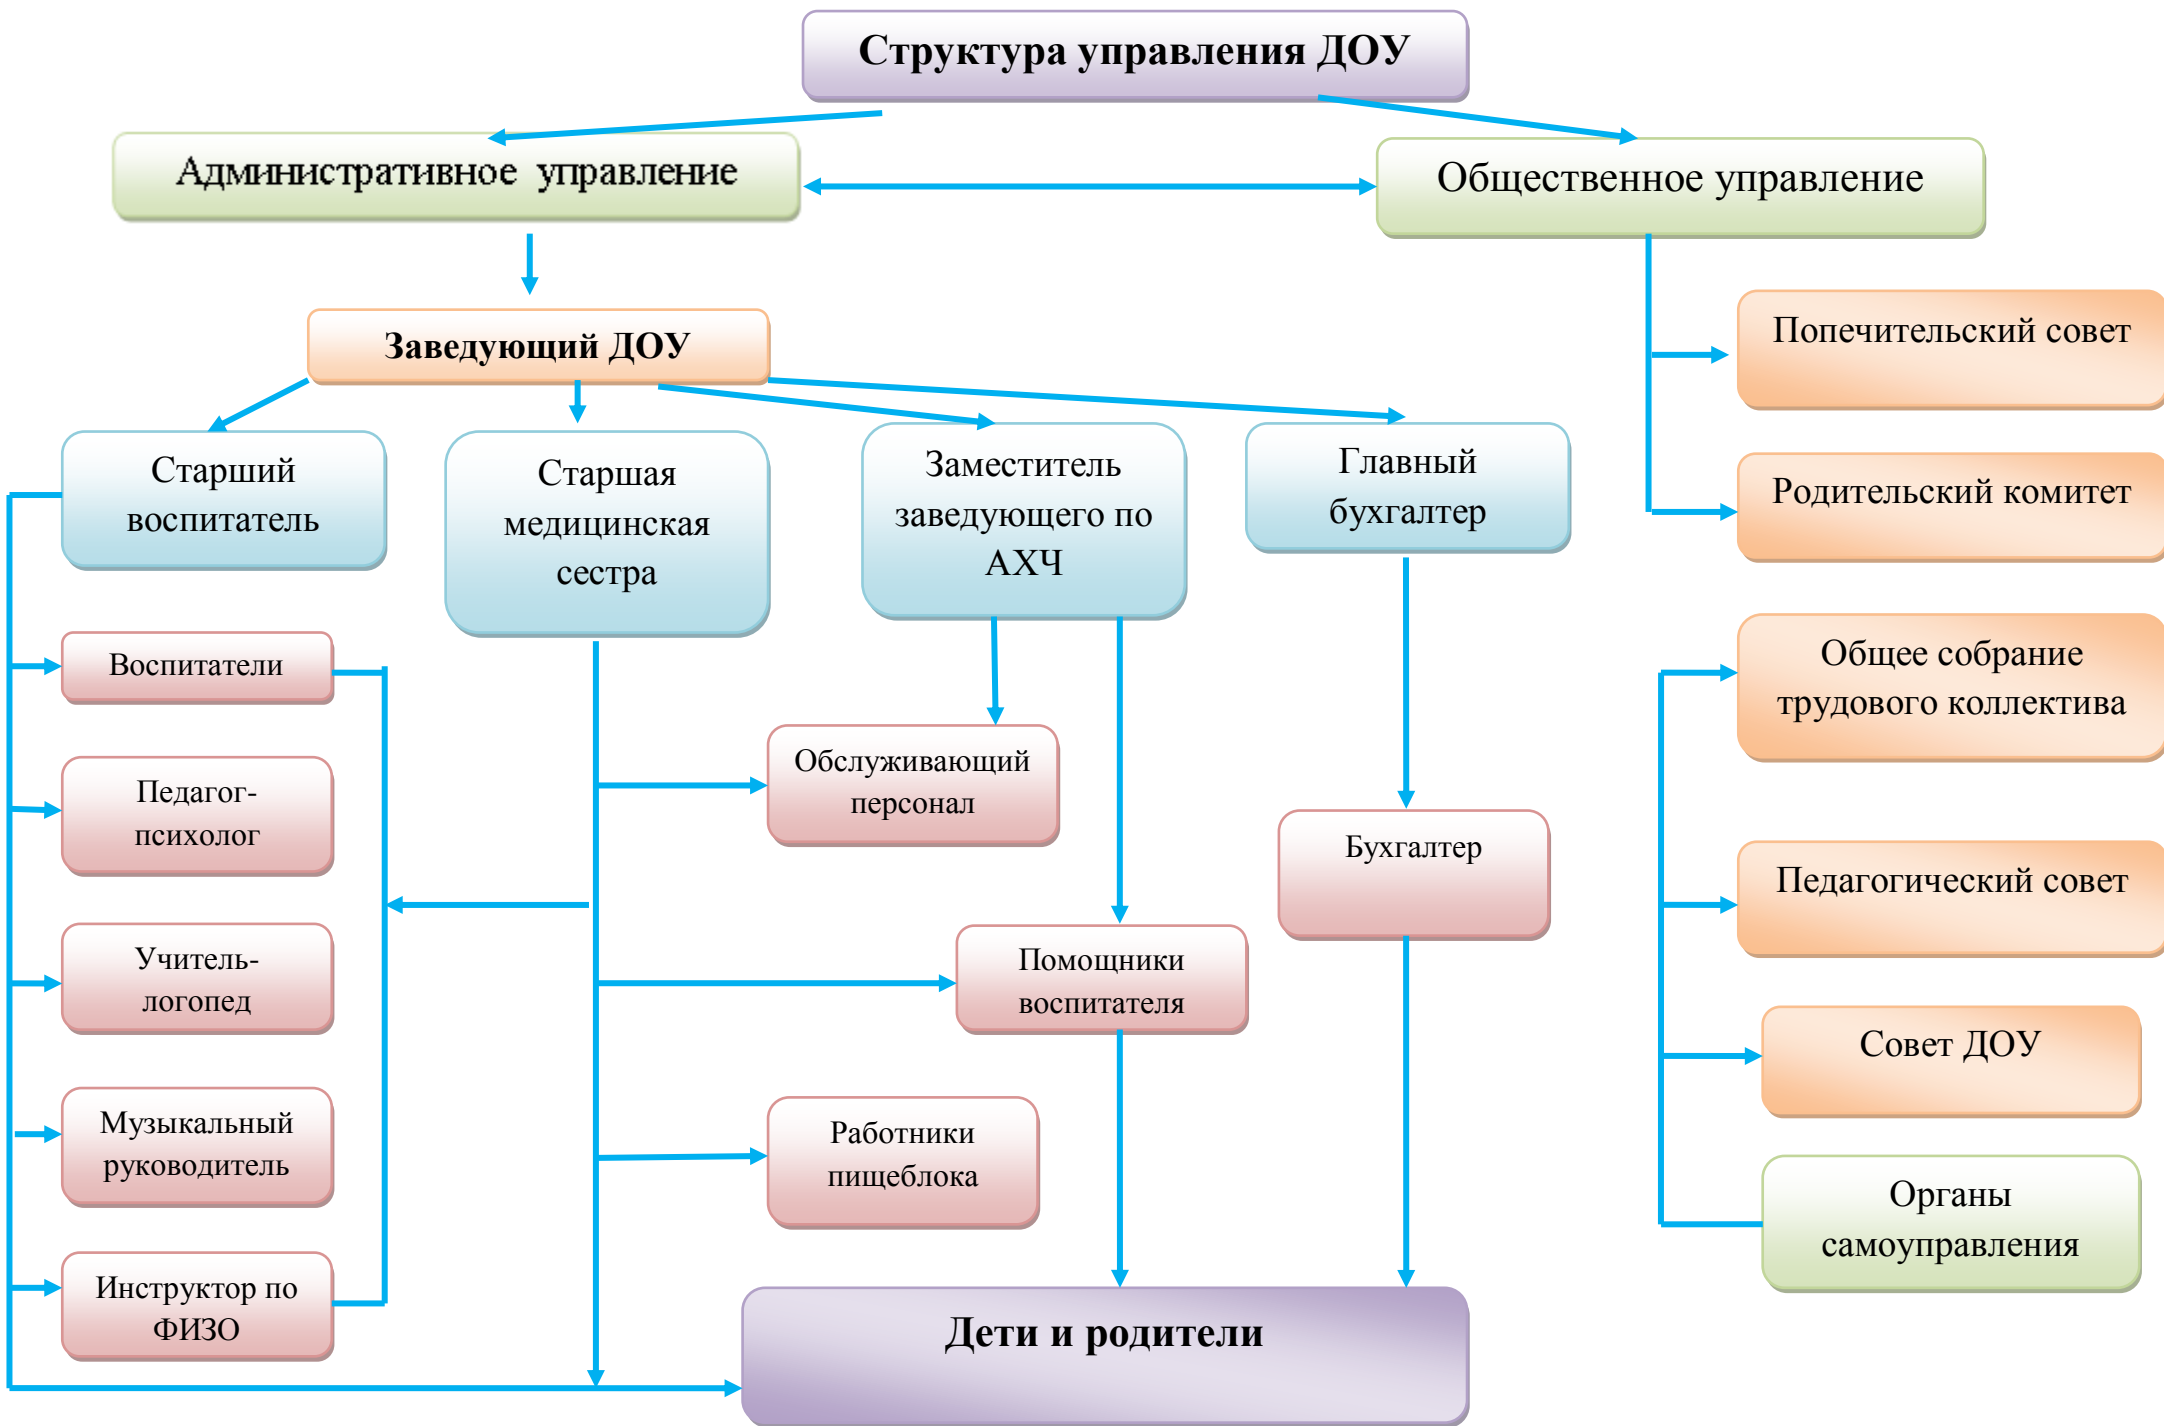 Структура управления ДОУ
Административное управление
Общественное управление
Заведующий ДОУ
Попечительский совет
Старший
воспитатель
Старшая
медицинская
сестра
Заместитель
заведующего по
АХЧ
Главный
бухгалтер
Родительский комитет
Воспитатели
Общее собрание
трудового коллектива
Педагог-
психолог
Обслуживающий
персонал
Бухгалтер
Педагогический совет
Учитель-
логопед
Помощники
воспитателя
Совет ДОУ
Музыкальный
руководитель
Работники
пищеблока
Органы
самоуправления
Инструктор по
ФИЗО
Дети и родители